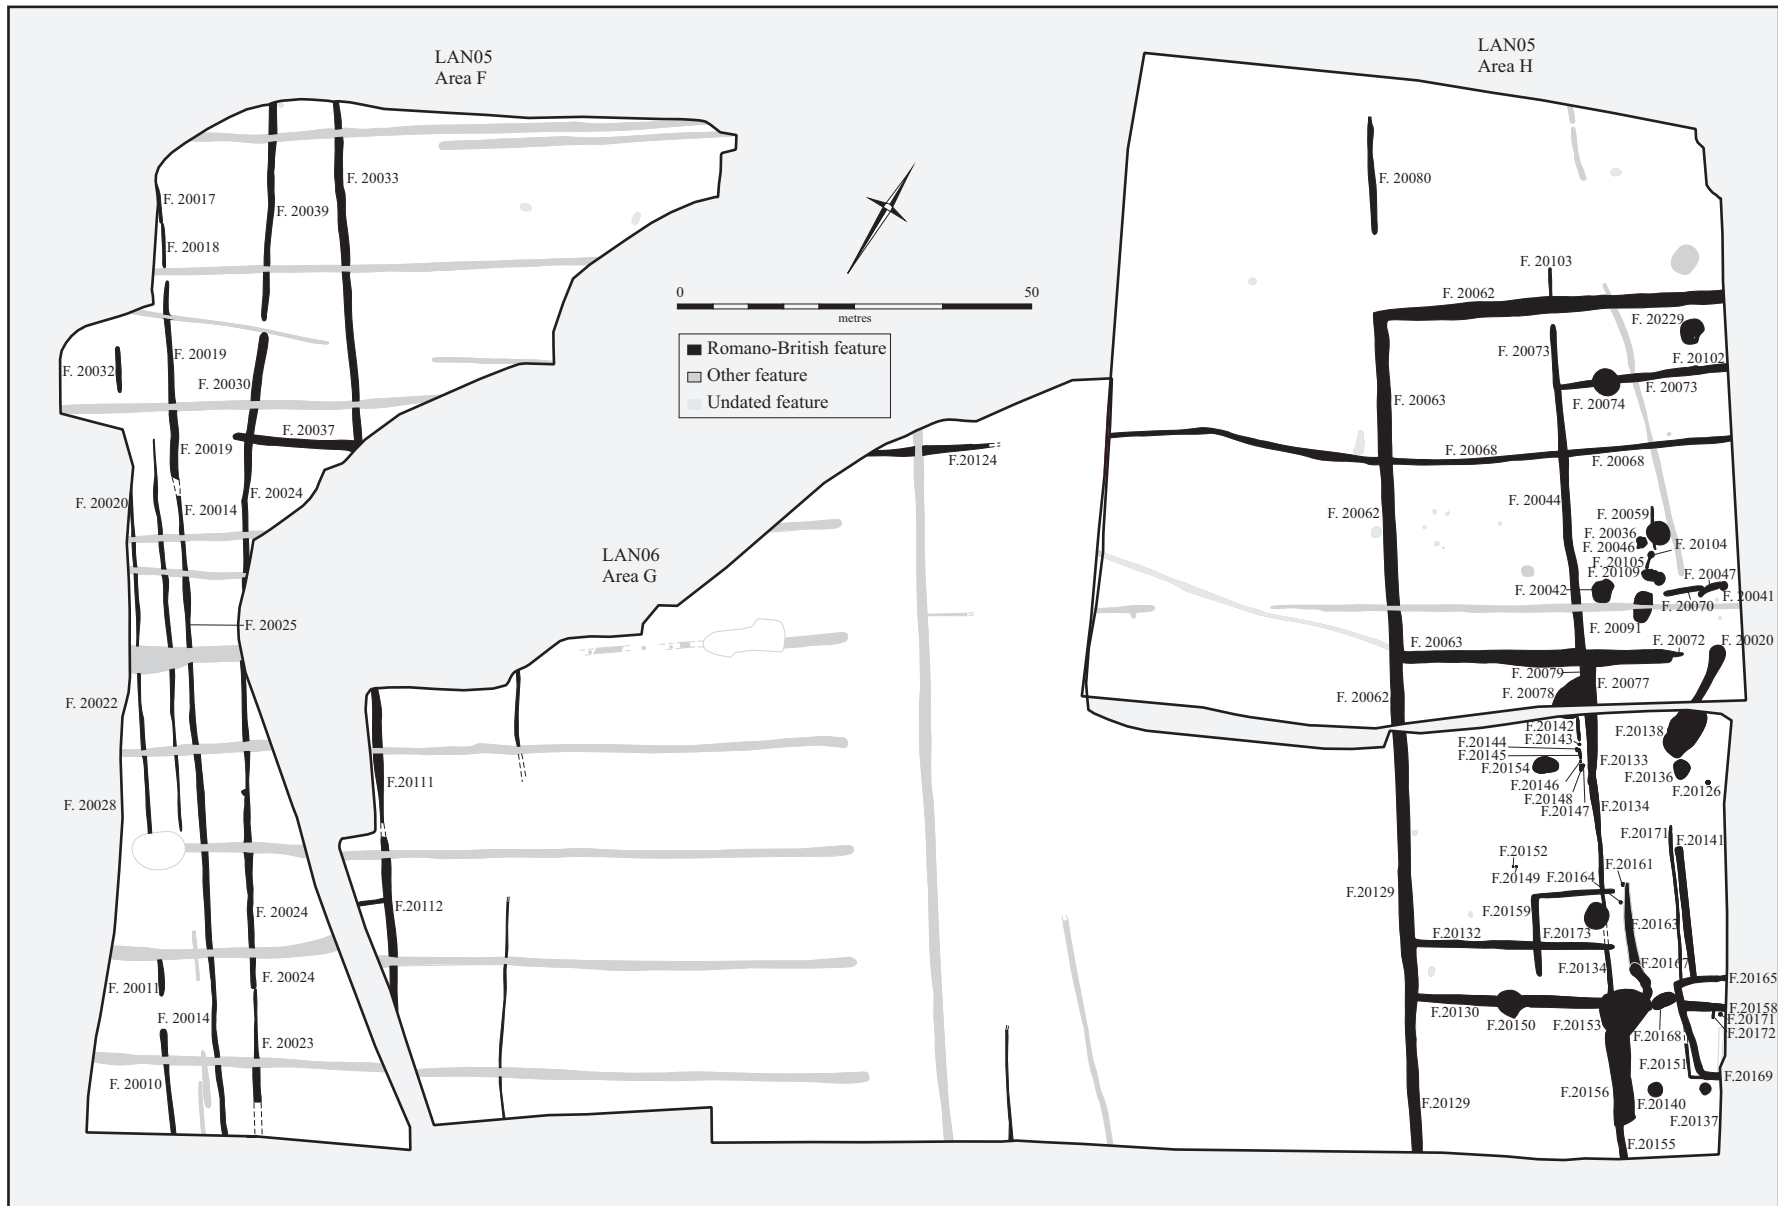 LAN05
Area F
LAN05
Area H
F. 20033
F. 20017
F. 20039
F. 20018
F. 20080
F. 20103
0
50
metres
F. 20062
F. 20229
Romano-British feature
Other feature
Undated feature
F. 20019
F. 20032
F. 20030
F. 20073
F. 20102
F. 20073
F. 20063
F. 20074
F. 20037
F. 20019
F. 20068
F. 20068
F.20124
F. 20024
F. 20020
F. 20014
F. 20044
F. 20062
F. 20059
F. 20036
F. 20046
F. 20104
F. 20105
F. 20109
F. 20047
LAN06
Area G
F. 20042
F. 20041
F. 20070
F. 20025
F. 20091
F. 20063
F. 20072
F. 20020
F. 20079
F. 20077
F. 20078
F. 20062
F. 20022
F.20142
F.20143
F.20138
F.20144
F.20145
F.20154
F.20133
F.20136
F.20111
F.20146
F.20126
F.20148
F.20147
F.20134
F. 20028
F.20171
F.20141
F.20152
F.20149
F.20164
F.20161
F.20129
F.20112
F. 20024
F.20159
F.20163
F.20132
F.20173
F.20134
F.20167
F. 20024
F.20165
F. 20011
F.20130
F.20150
F.20153
F.20158
F.20171
F.20172
F. 20014
F.20168
F. 20023
F.20151
F.20169
F. 20010
F.20156
F.20129
F.20140
F.20137
F.20155